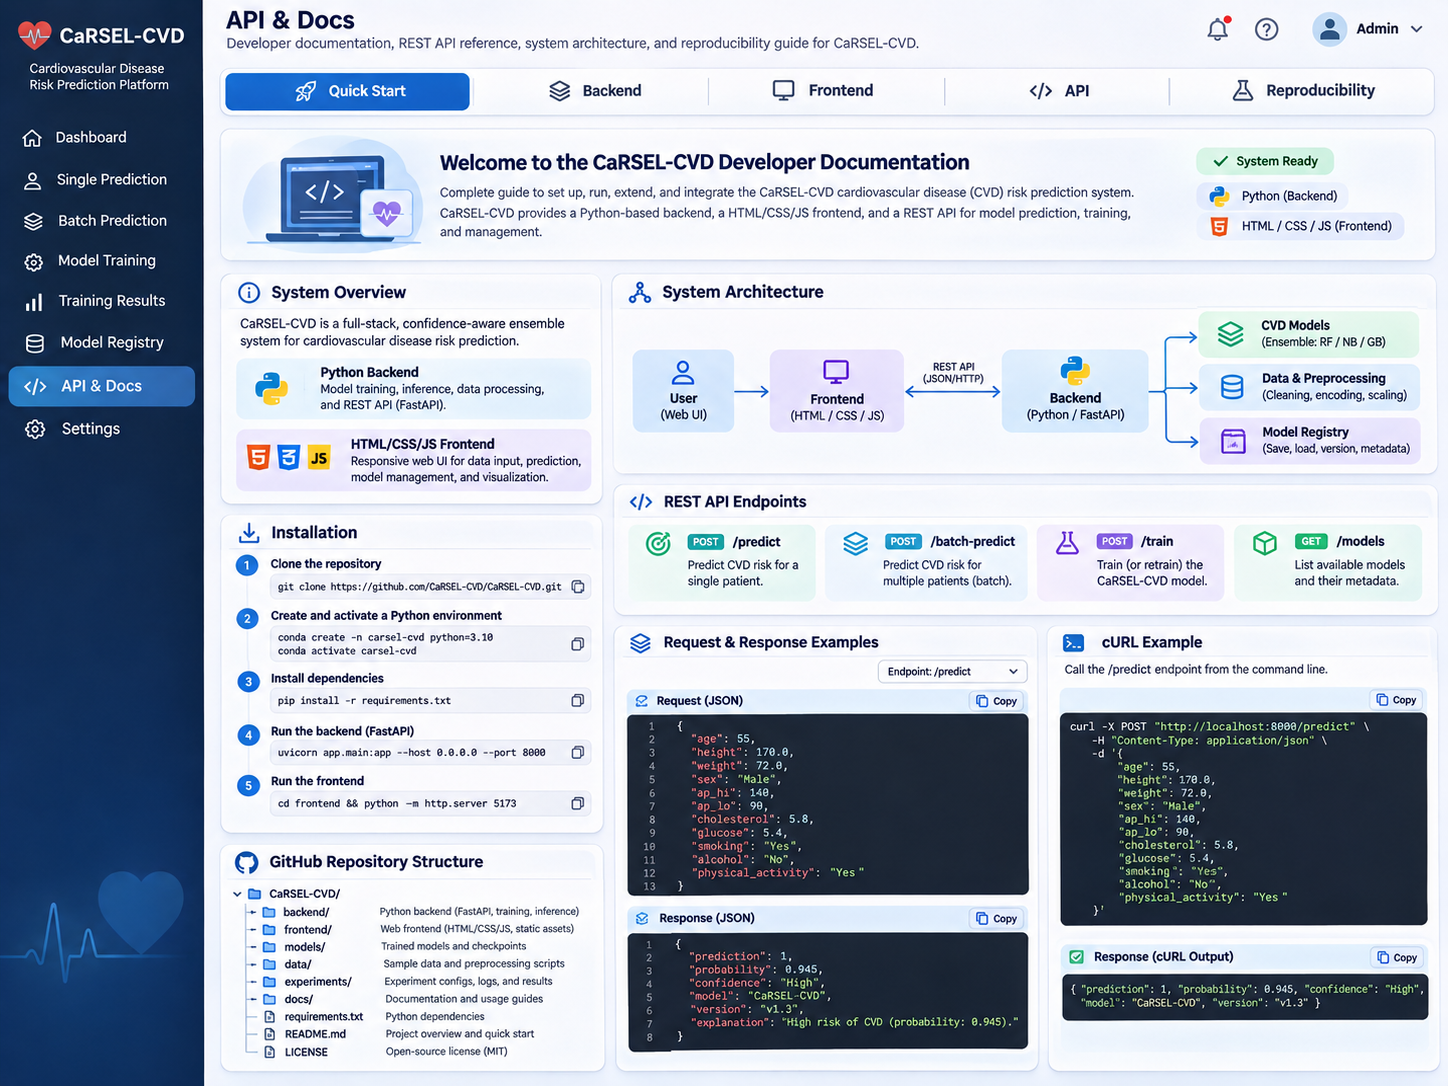 CaRSEL-CVD
Cardiovascular Disease
Risk Prediction Platform
Dashboard
Single Prediction
Batch Prediction
Model Training
Training Results
Model Registry
API & Docs
Settings
API & Docs
Developer documentation, REST API reference, system architecture, and reproducibility guide for CaRSEL-CVD.
Admin
Quick Start
Backend
Frontend
API
Reproducibility
Welcome to the CaRSEL-CVD Developer Documentation
Complete guide to set up, run, extend, and integrate the CaRSEL-CVD cardiovascular disease (CVD) risk prediction system.
CaRSEL-CVD provides a Python-based backend, a HTML/CSS/JS frontend, and a REST API for model prediction, training,
and management.
System Ready
Python (Backend)
HTML / CSS / JS (Frontend)
System Overview
CaRSEL-CVD is a full-stack, confidence-aware ensemble
system for cardiovascular disease risk prediction.
Python Backend
Model training, inference, data processing,
and REST API (FastAPI).
JS
HTML/CSS/JS Frontend
Responsive web UI for data input, prediction,
model management, and visualization.
System Architecture
User
(Web UI)
Frontend
(HTML / CSS / JS)
REST API
(JSON/HTTP)
Backend
(Python / FastAPI)
CVD Models
(Ensemble: RF / NB / GB)
Data & Preprocessing
(Cleaning, encoding, scaling)
Model Registry
(Save, load, version, metadata)
Installation
1 Clone the repository
git clone https://github.com/CaRSEL-CVD/CaRSEL-CVD.git
2 Create and activate a Python environment
conda create -n carsel-cvd python=3.10
conda activate carsel-cvd
3 Install dependencies
pip install -r requirements.txt
4 Run the backend (FastAPI)
uvicorn app.main:app --host 0.0.0.0 --port 8000
5 Run the frontend
cd frontend && python -m http.server 5173
REST API Endpoints
POST /predict
Predict CVD risk for a
single patient.
POST /batch-predict
Predict CVD risk for
multiple patients (batch).
POST /train
Train (or retrain) the
CaRSEL-CVD model.
GET /models
List available models
and their metadata.
Request & Response Examples
Endpoint: /predict
Request (JSON)
Copy
1 {
2 "age": 55,
3 "height": 170.0,
4 "weight": 72.0,
5 "sex": "Male",
6 "ap_hi": 140,
7 "ap_lo": 90,
8 "cholesterol": 5.8,
9 "glucose": 5.4,
10 "smoking": "Yes",
11 "alcohol": "No",
12 "physical_activity": "Yes"
13 }
Response (JSON)
Copy
1 {
2 "prediction": 1,
3 "probability": 0.945,
4 "confidence": "High",
5 "model": "CaRSEL-CVD",
6 "version": "v1.3",
7 "explanation": "High risk of CVD (probability: 0.945)."
8 }
cURL Example
Call the /predict endpoint from the command line.
Copy
curl -X POST "http://localhost:8000/predict" \
-H "Content-Type: application/json" \
-d '{
"age": 55,
"height": 170.0,
"weight": 72.0,
"sex": "Male",
"ap_hi": 140,
"ap_lo": 90,
"cholesterol": 5.8,
"glucose": 5.4,
"smoking": "Yes",
"alcohol": "No",
"physical_activity": "Yes"
}'
Response (cURL Output)
Copy
{ "prediction": 1, "probability": 0.945, "confidence": "High",
"model": "CaRSEL-CVD", "version": "v1.3" }
GitHub Repository Structure
CaRSEL-CVD/
backend/ Python backend (FastAPI, training, inference)
frontend/ Web frontend (HTML/CSS/JS, static assets)
models/ Trained models and checkpoints
data/ Sample data and preprocessing scripts
experiments/ Experiment configs, logs, and results
docs/ Documentation and usage guides
requirements.txt Python dependencies
README.md Project overview and quick start
LICENSE Open-source license (MIT)